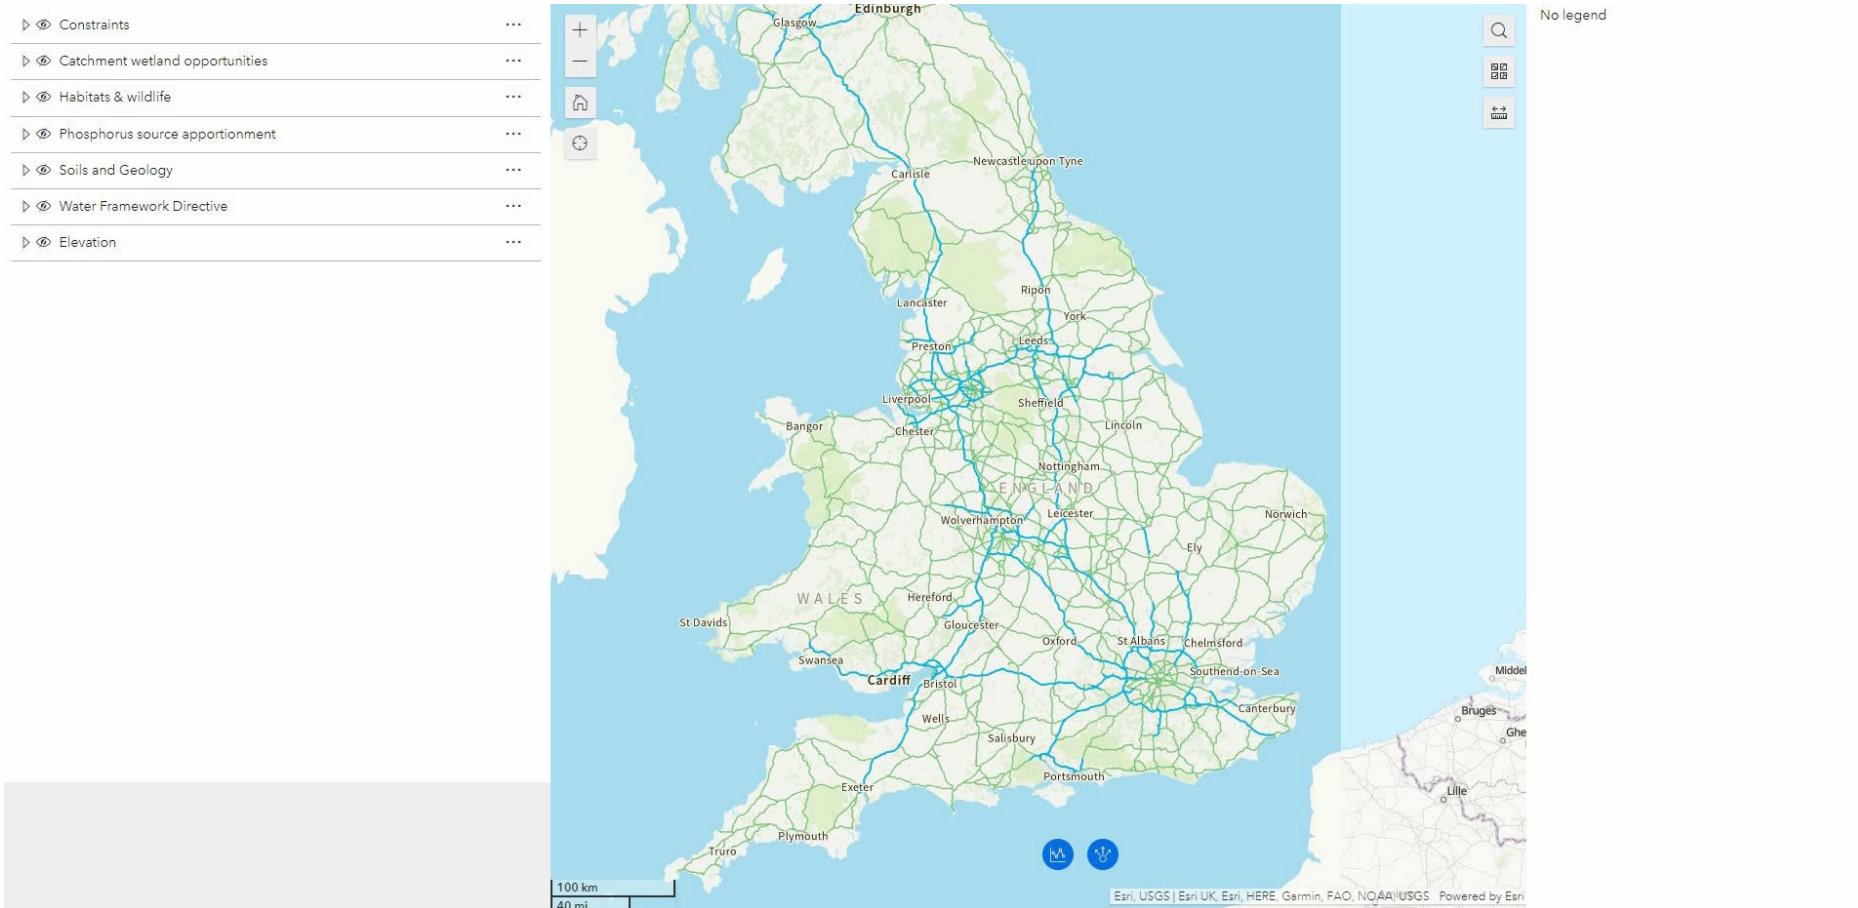 Constraints
Catchment wetland opportunities
Habitats & wildlife
Phosphorus source apportionment
Soils and Geology
Water Framework Directive
Elevation
No legend
Edinburgh
Glasgow
Newcastle upon Tyne
Carlisle
Ripon
Lancaster
York
Leeds
Preston
Liverpool
Sheffield
Bangor
Chester
Lincoln
Nottingham
ENGLAND
Wolverhampton
Leicester
Norwich
Ely
WALES
Hereford
St Davids
Gloucester
Oxford
St Albans
Chelmsford
Swansea
Southend-on-Sea
Cardiff
Bristol
Middel
Canterbury
Bruges
Wells
Ghe
Salisbury
Portsmouth
Exeter
Lille
Plymouth
Truro
100 km
40 mi
Esri, USGS | Esri UK, Esri, HERE, Garmin, FAO, NOAA, USGS
Powered by Esri